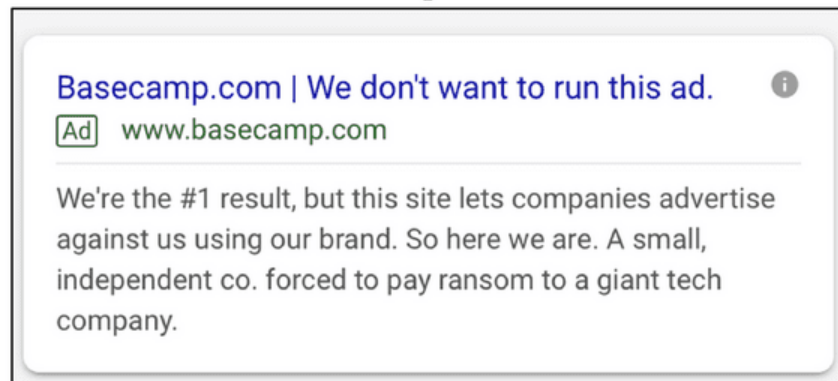 Basecamp.com | We don't want to run this ad.
Ad www.basecamp.com
We're the #1 result, but this site lets companies advertise
against us using our brand. So here we are. A small,
independent co. forced to pay ransom to a giant tech
company.